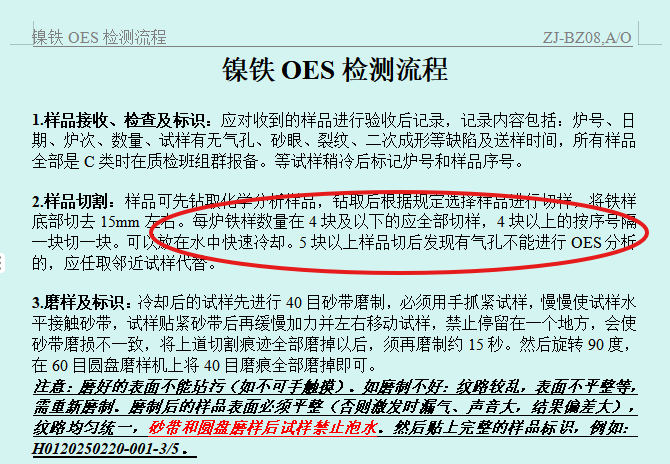 镍铁 OES 检测流程 ZJ-BZ08,A/O
镍铁 OES 检测流程
1.样品接收、检查及标识：应对收到的样品进行验收后记录，记录内容包括：炉号、日
期、炉次、数量、试样有无气孔、砂眼、裂纹、二次成形等缺陷及送样时间，所有样品
全部是 C 类时在质检班组群报备。等试样稍冷后标记炉号和样品序号。
2.样品切割：样品可先钻取化学分析样品，钻取后根据规定选择样品进行切样，将铁样
底部切去 15mm 左右。每炉铁样数量在 4 块及以下的应全部切样，4 块以上的按序号隔
一块切一块。可以放在水中快速冷却。5 块以上样品切后发现有气孔不能进行 OES 分析
的，应任取邻近试样代替。
3.磨样及标识：冷却后的试样先进行 40 目砂带磨制，必须用手抓紧试样，慢慢使试样水
平接触砂带，试样贴紧砂带后再缓慢加力并左右移动试样，禁止停留在一个地方，会使
砂带磨损不一致，将上道切割痕迹全部磨掉以后，须再磨制约 15 秒。然后旋转 90 度，
在 60 目圆盘磨样机上将 40 目磨痕全部磨掉即可。
注意：磨好的表面不能玷污（如不可手触摸）。如磨制不好：纹路较乱，表面不平整等，
需重新磨制。磨制后的样品表面必须平整（否则激发时漏气、声音大，结果偏差大），
纹路均匀统一，砂带和圆盘磨样后试样禁止泡水。然后贴上完整的样品标识，例如：
H0120250220-001-3/5。